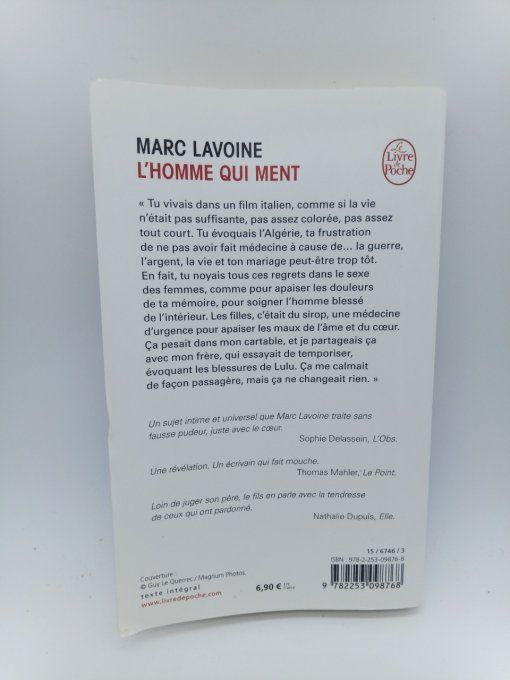 MARC LAVOINE
L'HOMME QUI MENT
Le
Livre
de
Poche
« Tu vivais dans un film italien, comme si la vie
n'était pas suffisante, pas assez colorée, pas assez
tout court. Tu évoquais l'Algérie, ta frustration
de ne pas avoir fait médecine à cause de... la guerre,
l'argent, la vie et ton mariage peut-être trop tôt.
En fait, tu noyais tous ces regrets dans le sexe
des femmes, comme pour apaiser les douleurs
de ta mémoire, pour soigner l'homme blessé
de l'intérieur. Les filles, c'était du sirop, une médecine
d'urgence pour apaiser les maux de l'âme et du cœur.
Ça pesait dans mon cartable, et je partageais ça
avec mon frère, qui essayait de temporiser,
évoquant les blessures de Lulu. Ça me calmait
de façon passagère, mais ça ne changeait rien. »
Un sujet intime et universel que Marc Lavoine traite sans
fausse pudeur, juste avec le cœur.
Sophie Delassein, L'Obs.
Une révélation. Un écrivain qui fait mouche.
Thomas Mahler, Le Point.
Loin de juger son père, le fils en parle avec la tendresse
de ceux qui ont pardonné.
Nathalie Dupuis, Elle.
Couverture :
© Guy Le Querrec / Magnum Photos.
texte intégral
www.livredepoche.com
6,90 € TTC
France
15 / 6746 / 3
ISBN : 978-2-253-09876-8
9 782253 098768